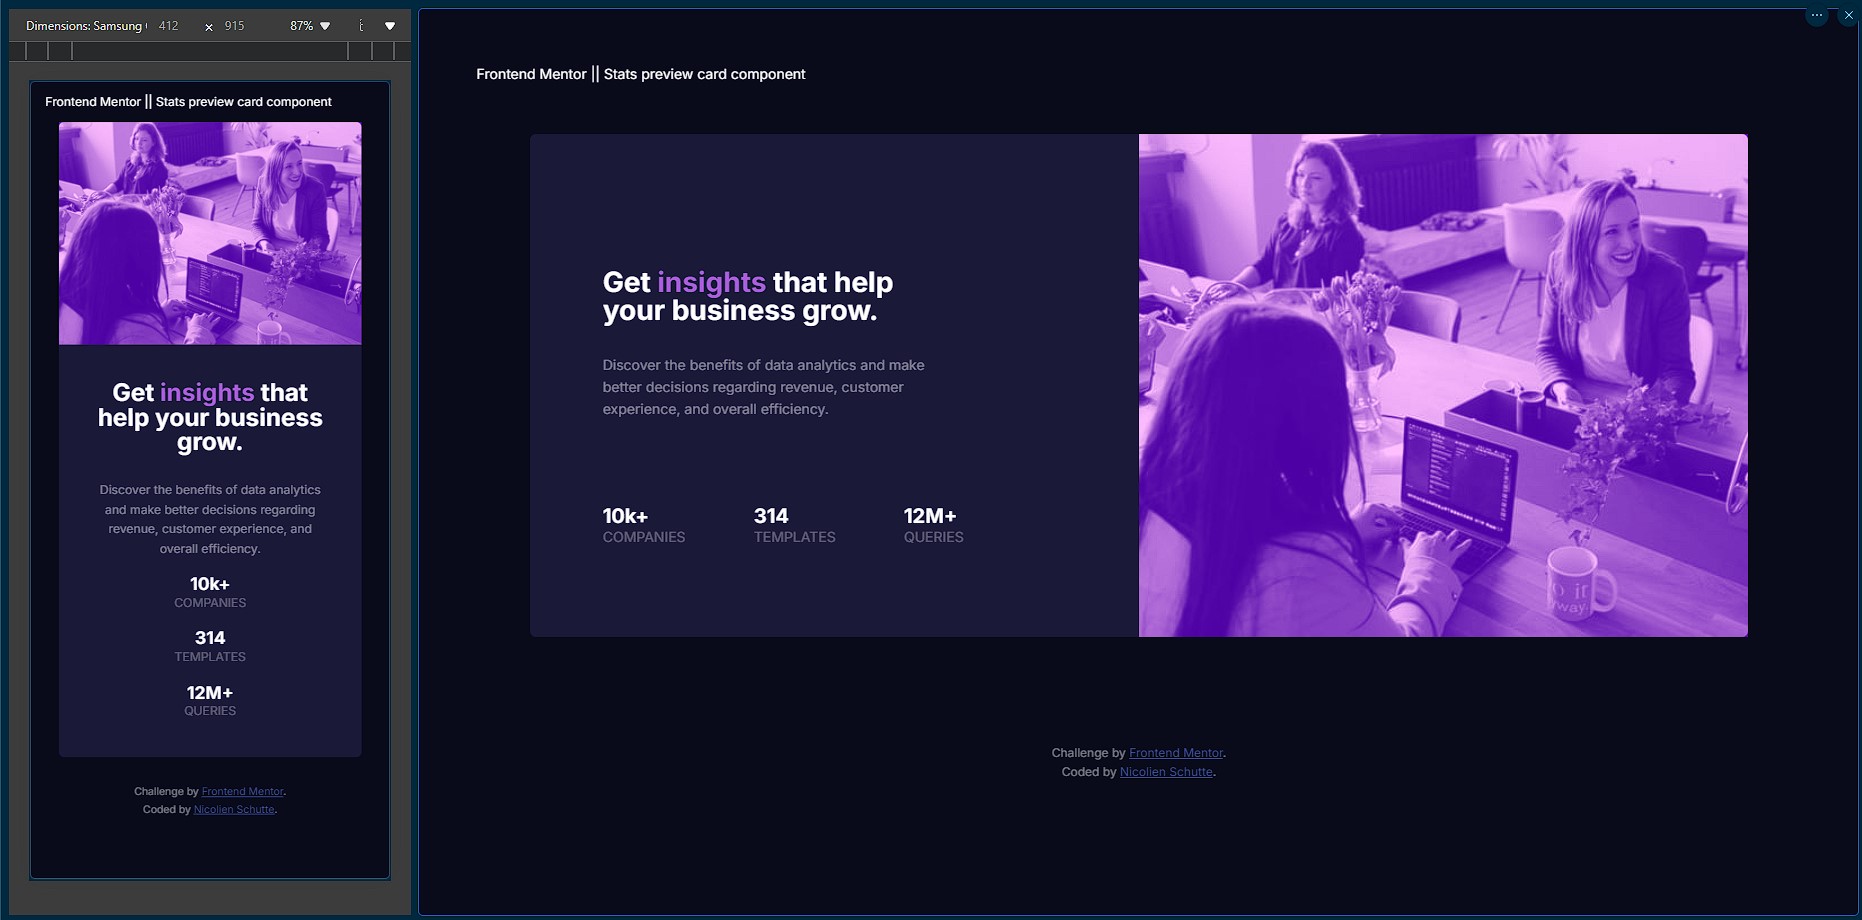 Dimensions: Samsung
412 × 915
87%
Frontend Mentor || Stats preview card component
Get insights that
help your business
grow.
Discover the benefits of data analytics
and make better decisions regarding
revenue, customer experience, and
overall efficiency.
10k+
COMPANIES
314
TEMPLATES
12M+
QUERIES
Challenge by Frontend Mentor.
Coded by Nicolien Schutte.
Frontend Mentor || Stats preview card component
Get insights that help
your business grow.
Discover the benefits of data analytics and make
better decisions regarding revenue, customer
experience, and overall efficiency.
10k+ 314 12M+
COMPANIES TEMPLATES QUERIES
Challenge by Frontend Mentor.
Coded by Nicolien Schutte.